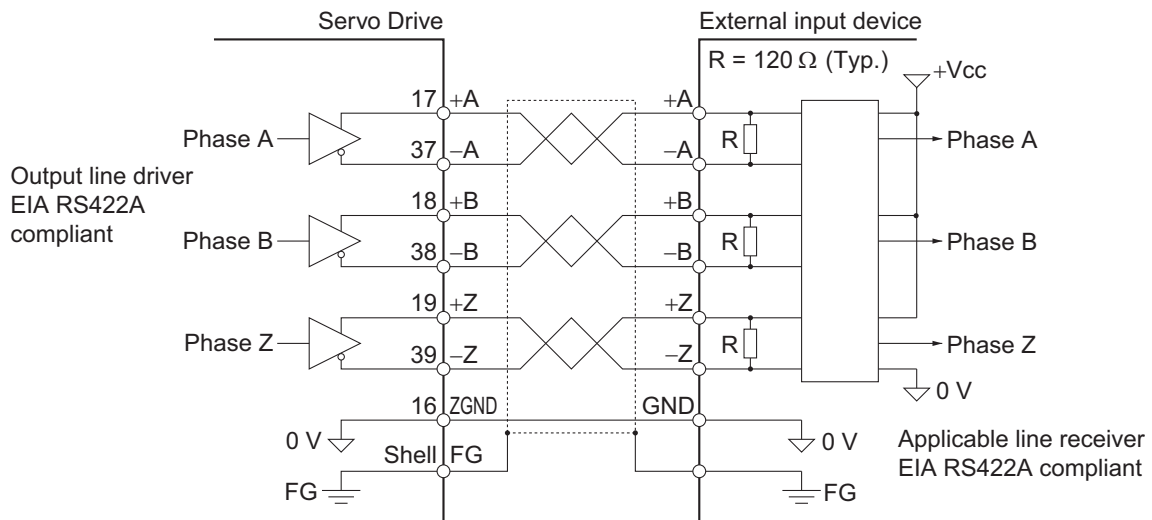 Servo Drive
External input device
R = 120 Ω (Typ.)
+Vcc
17 +A
+A
Phase A
R
Phase A
37 −A
−A
Output line driver
EIA RS422A
compliant
18 +B
+B
Phase B
R
Phase B
38 −B
−B
19 +Z
+Z
Phase Z
R
Phase Z
39 −Z
−Z
0 V
16 ZGND
GND
0 V
0 V
Applicable line receiver
EIA RS422A compliant
Shell FG
FG
FG